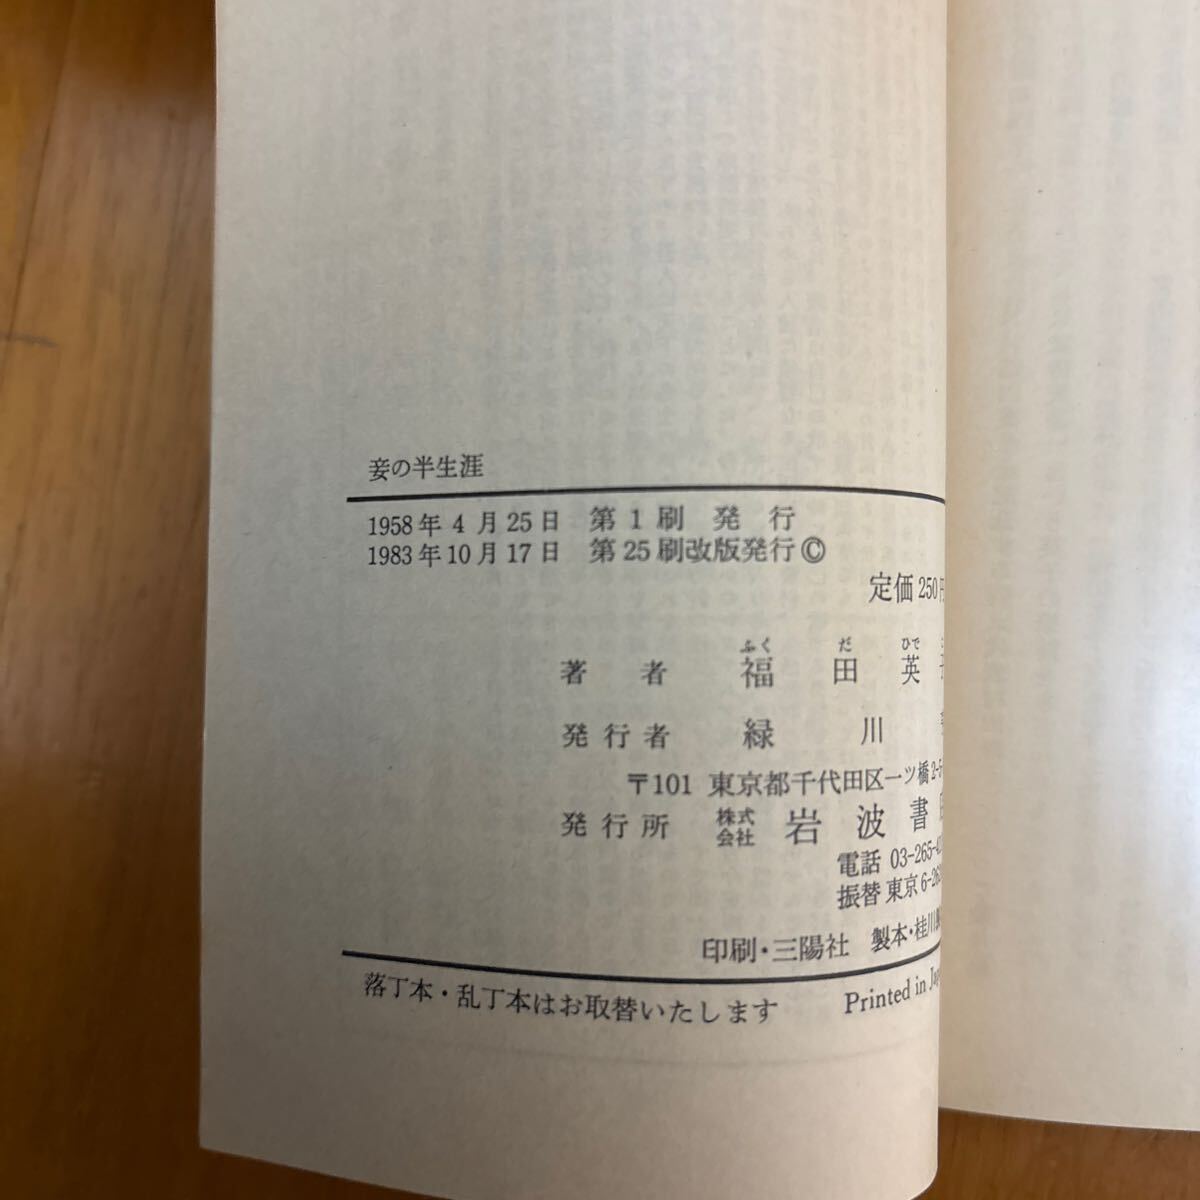 妾の半生涯
1958年 4 月25日 第 1 刷 発 行
1983年10月17日 第25刷改版発行©
定価 250円
ふく だ ひで
著 者 福 田 英
発 行 者 緑 川
〒101 東京都千代田区一ツ橋2-5
発 行 所 株式会社 岩 波 書
電話 03-265-4
振替 東京6-26
印刷・三陽社 製本・桂川
落丁本・乱丁本はお取替いたします Printed in Jap